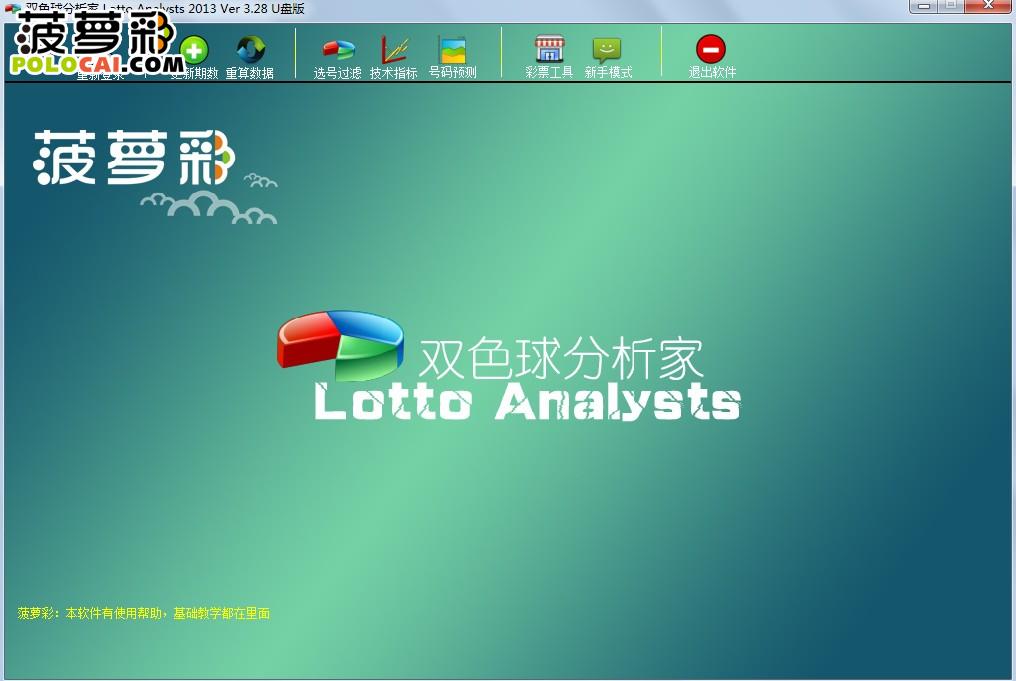 双色球分析家 Lotto Analysts 2013 Ver 3.28 U盘版
菠萝彩
POLOCAI.COM
重新登录
更新期数
重算数据
选号过滤
技术指标
号码预测
彩票工具
新手模式
退出软件
菠萝彩
双色球分析家
Lotto Analysts
菠萝彩：本软件有使用帮助，基础教学都在里面